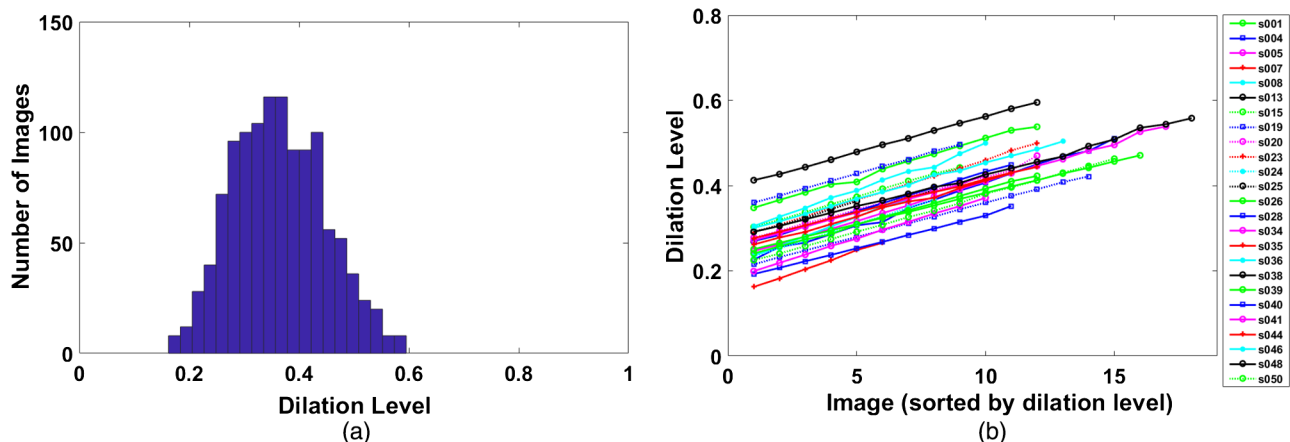 150
100
50
0
Number of Images
0
0.2
0.4
0.6
0.8
1
Dilation Level
(a)
0.8
0.6
0.4
0.2
0
Dilation Level
0
5
10
15
Image (sorted by dilation level)
(b)
s001
s004
s005
s007
s008
s013
s015
s019
s020
s023
s024
s025
s026
s028
s034
s035
s036
s038
s039
s040
s041
s044
s046
s048
s050